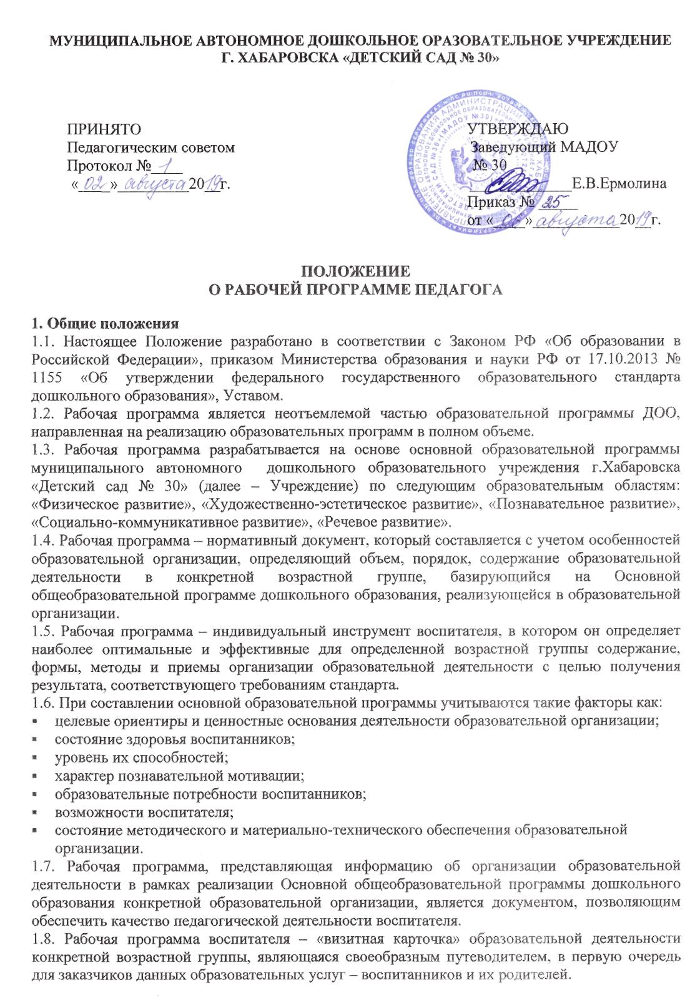 МУНИЦИПАЛЬНОЕ АВТОНОМНОЕ ДОШКОЛЬНОЕ ОРАЗОВАТЕЛЬНОЕ УЧРЕЖДЕНИЕ
Г. ХАБАРОВСКА «ДЕТСКИЙ САД № 30»
ПРИНЯТО
Педагогическим советом
Протокол № 1
«02» августа 2019г.
УТВЕРЖДАЮ
Заведующий МАДОУ
№ 30
Е.В.Ермолина
Приказ № 25
от «06» августа 2019г.
ПОЛОЖЕНИЕ
О РАБОЧЕЙ ПРОГРАММЕ ПЕДАГОГА
1. Общие положения
1.1. Настоящее Положение разработано в соответствии с Законом РФ «Об образовании в
Российской Федерации», приказом Министерства образования и науки РФ от 17.10.2013 №
1155 «Об утверждении федерального государственного образовательного стандарта
дошкольного образования», Уставом.
1.2. Рабочая программа является неотъемлемой частью образовательной программы ДОО,
направленная на реализацию образовательных программ в полном объеме.
1.3. Рабочая программа разрабатывается на основе основной образовательной программы
муниципального автономного дошкольного образовательного учреждения г.Хабаровска
«Детский сад № 30» (далее – Учреждение) по следующим образовательным областям:
«Физическое развитие», «Художественно-эстетическое развитие», «Познавательное развитие»,
«Социально-коммуникативное развитие», «Речевое развитие».
1.4. Рабочая программа – нормативный документ, который составляется с учетом особенностей
образовательной организации, определяющий объем, порядок, содержание образовательной
деятельности в конкретной возрастной группе, базирующийся на Основной
общеобразовательной программе дошкольного образования, реализующейся в образовательной
организации.
1.5. Рабочая программа – индивидуальный инструмент воспитателя, в котором он определяет
наиболее оптимальные и эффективные для определенной возрастной группы содержание,
формы, методы и приемы организации образовательной деятельности с целью получения
результата, соответствующего требованиям стандарта.
1.6. При составлении основной образовательной программы учитываются такие факторы как:
▪ целевые ориентиры и ценностные основания деятельности образовательной организации;
▪ состояние здоровья воспитанников;
▪ уровень их способностей;
▪ характер познавательной мотивации;
▪ образовательные потребности воспитанников;
▪ возможности воспитателя;
▪ состояние методического и материально-технического обеспечения образовательной
организации.
1.7. Рабочая программа, представляющая информацию об организации образовательной
деятельности в рамках реализации Основной общеобразовательной программы дошкольного
образования конкретной образовательной организации, является документом, позволяющим
обеспечить качество педагогической деятельности воспитателя.
1.8. Рабочая программа воспитателя – «визитная карточка» образовательной деятельности
конкретной возрастной группы, являющаяся своеобразным путеводителем, в первую очередь
для заказчиков данных образовательных услуг – воспитанников и их родителей.